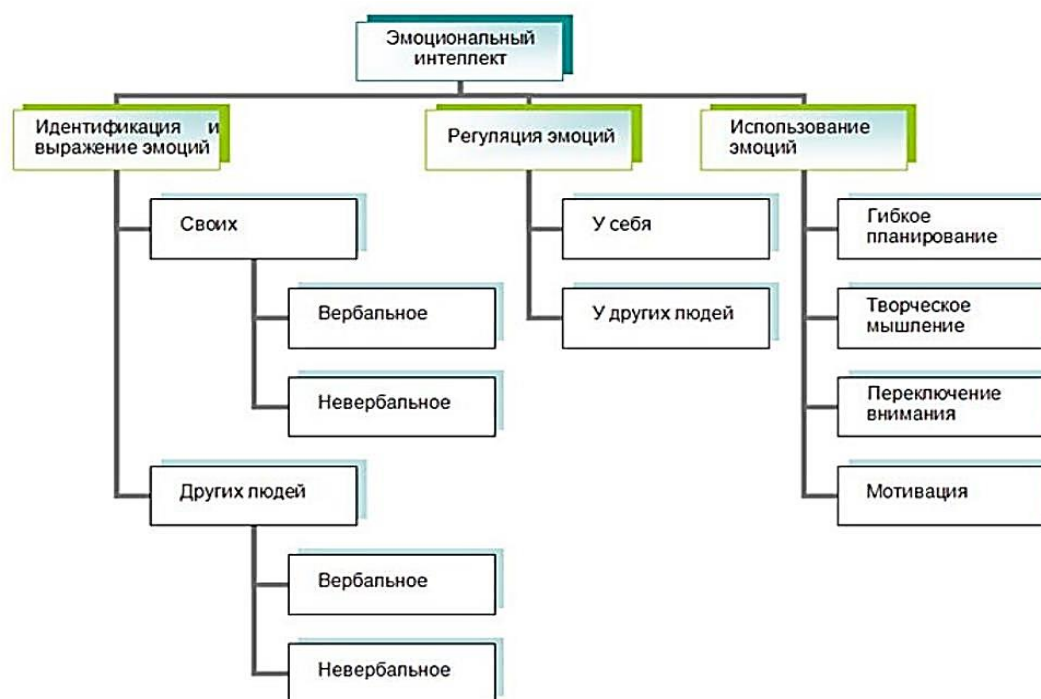 Эмоциональный
интеллект
Идентификация и
выражение эмоций
Регуляция эмоций
Использование
эмоций
Своих
У себя
Гибкое
планирование
Вербальное
У других людей
Творческое
мышление
Невербальное
Переключение
внимания
Других людей
Мотивация
Вербальное
Невербальное